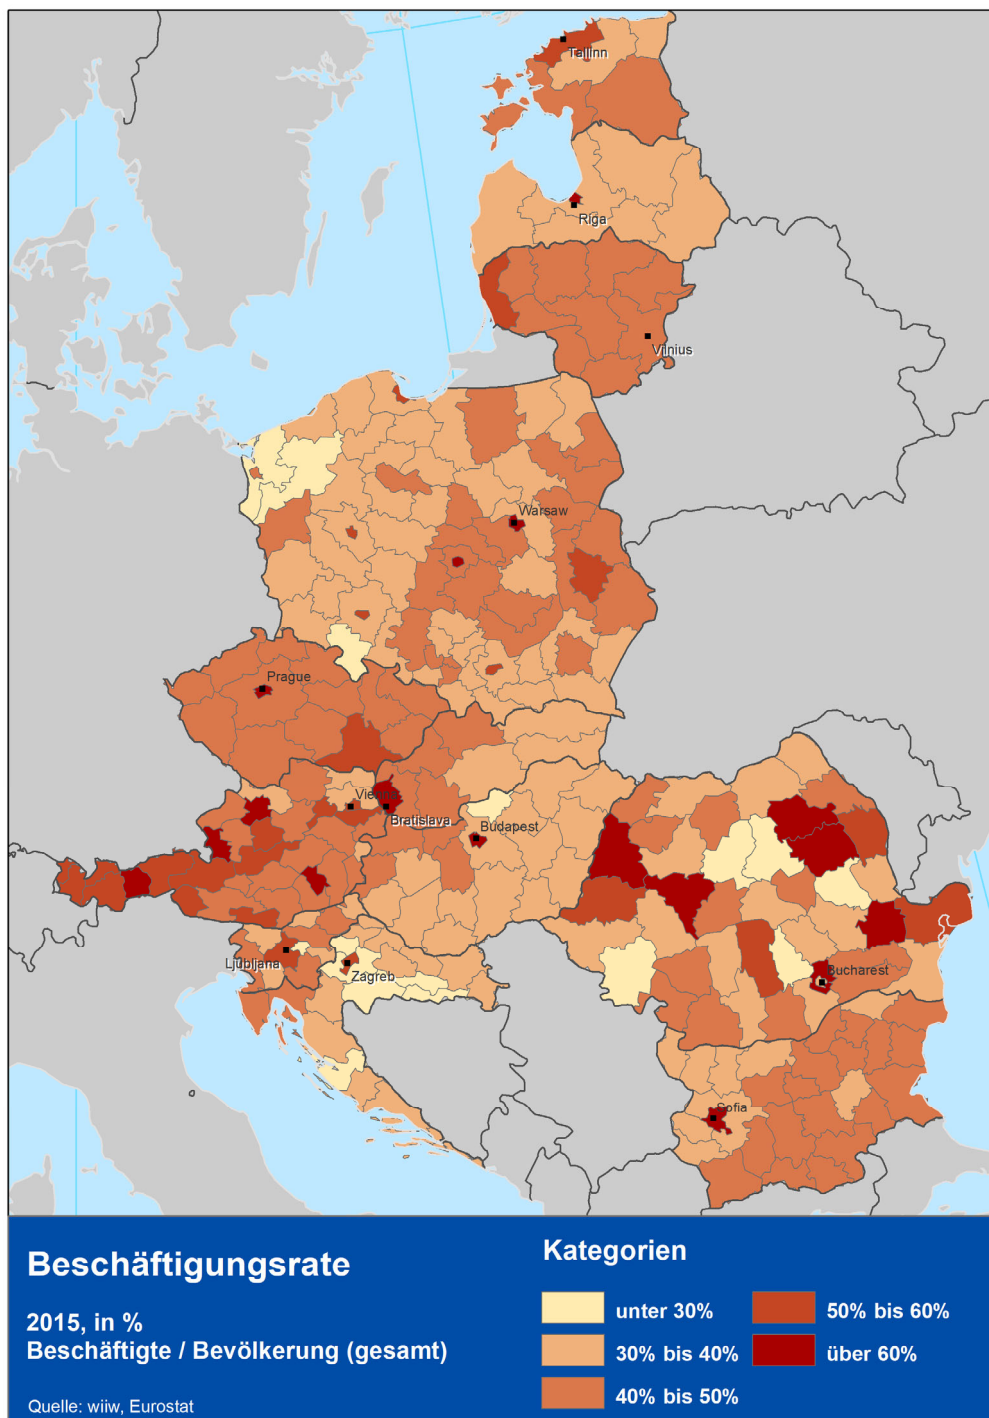 Tallinn
Riga
Vilnius
Warsaw
Prague
Vienna
Bratislava
Budapest
Ljubljana
Zagreb
Bucharest
Sofia
Beschäftigungsrate
2015, in %
Beschäftigte / Bevölkerung (gesamt)
Quelle: wiiw, Eurostat
Kategorien
unter 30%
30% bis 40%
40% bis 50%
50% bis 60%
über 60%